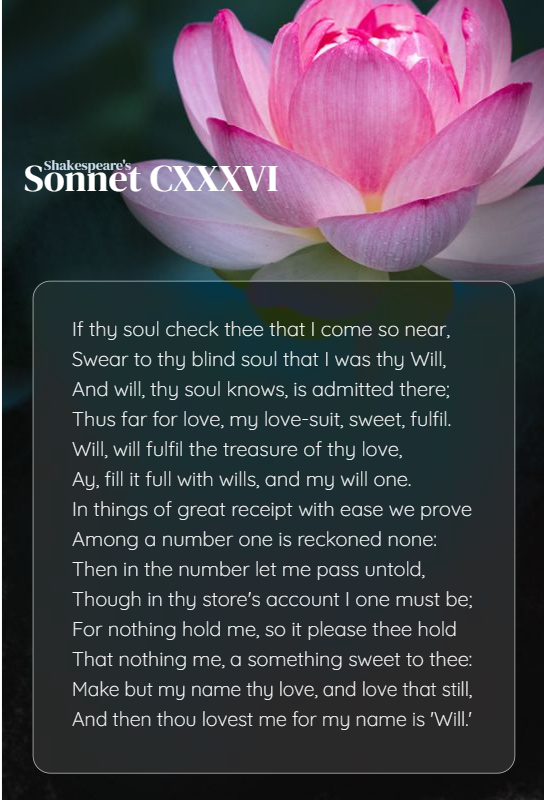 Shakespeare's
Sonnet CXXXVI
If thy soul check thee that I come so near,
Swear to thy blind soul that I was thy Will,
And will, thy soul knows, is admitted there;
Thus far for love, my love-suit, sweet, fulfil.
Will, will fulfil the treasure of thy love,
Ay, fill it full with wills, and my will one.
In things of great receipt with ease we prove
Among a number one is reckoned none:
Then in the number let me pass untold,
Though in thy store's account I one must be;
For nothing hold me, so it please thee hold
That nothing me, a something sweet to thee:
Make but my name thy love, and love that still,
And then thou lovest me for my name is 'Will.'